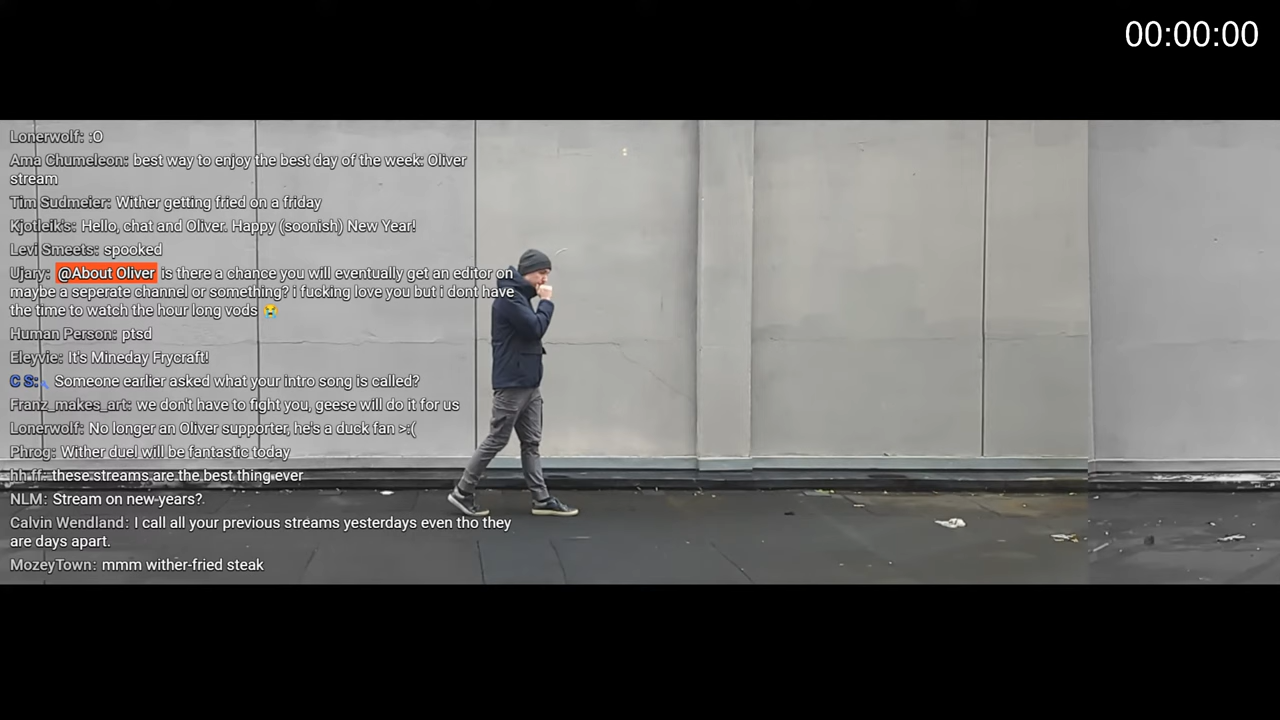 00:00:00
Lonerwolf: :O
Ama Chumeleon: best way to enjoy the best day of the week: Oliver
stream
Tim Sudmeier: Wither getting fried on a friday
Kjotleik's: Hello, chat and Oliver. Happy (soonish) New Year!
Levi Smeets: spooked
Ujary: @About Oliver is there a chance you will eventually get an editor on
maybe a seperate channel or something? i fucking love you but i dont have
the time to watch the hour long vods 😭
Human Person: ptsd
Eleyvie: It's Mineday Frycraft!
C S: Someone earlier asked what your intro song is called?
Franz_makes_art: we don't have to fight you, geese will do it for us
Lonerwolf: No longer an Oliver supporter, he's a duck fan >:(
Phrog: Wither duel will be fantastic today
hh ff: these streams are the best thing ever
NLM: Stream on new years?
Calvin Wendland: I call all your previous streams yesterdays even tho they
are days apart.
MozeyTown: mmm wither-fried steak